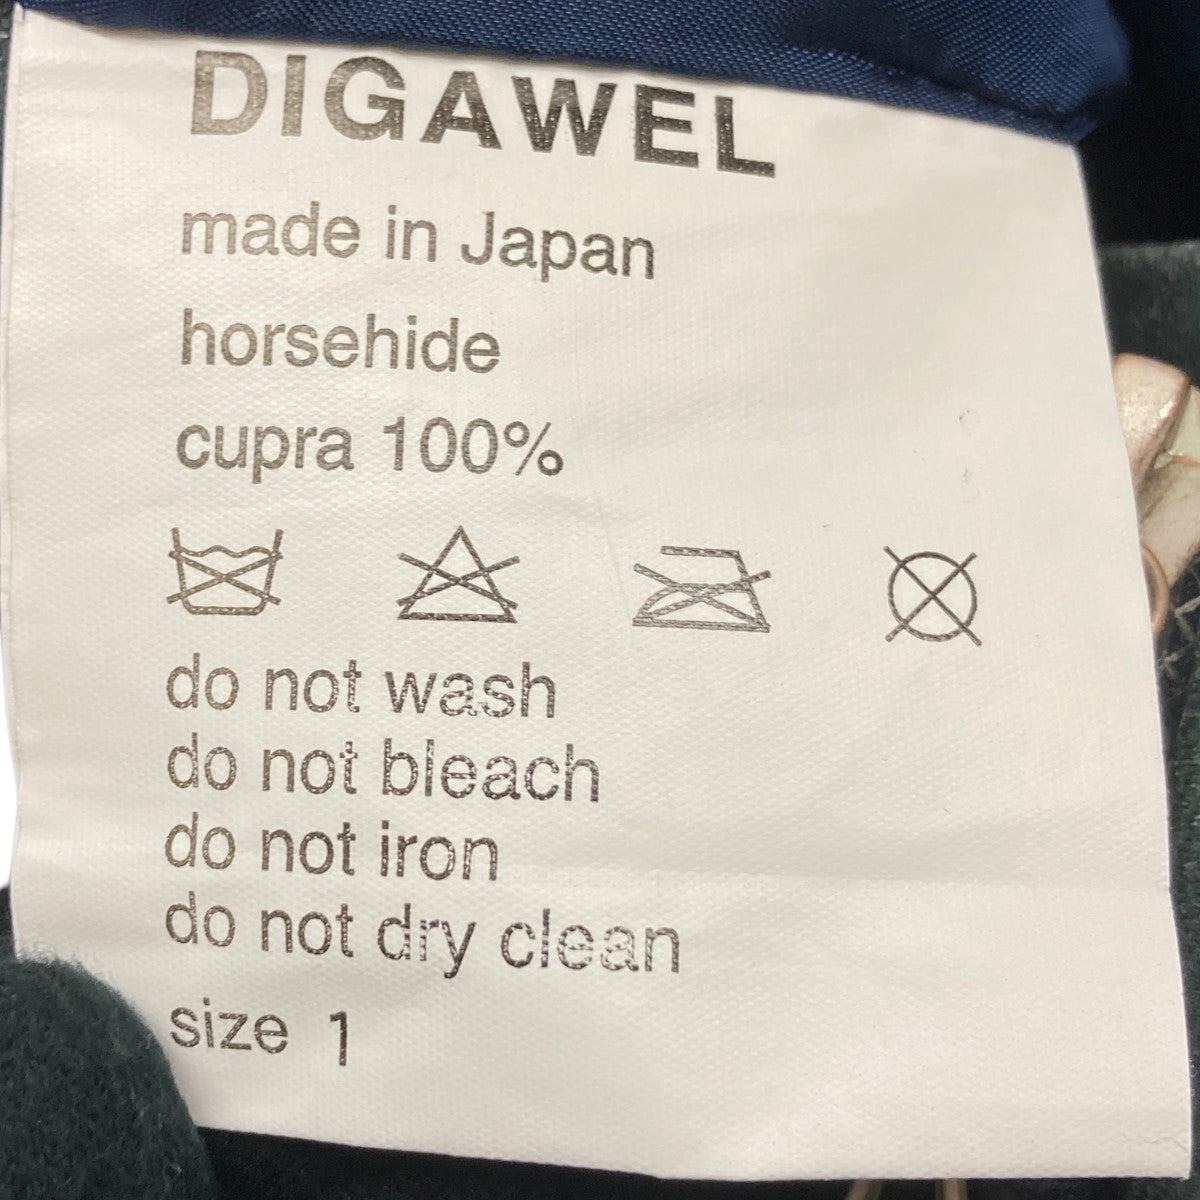 DIGAWEL
made in Japan
horsehide
cupra 100%
do not wash
do not bleach
do not iron
do not dry clean
size 1